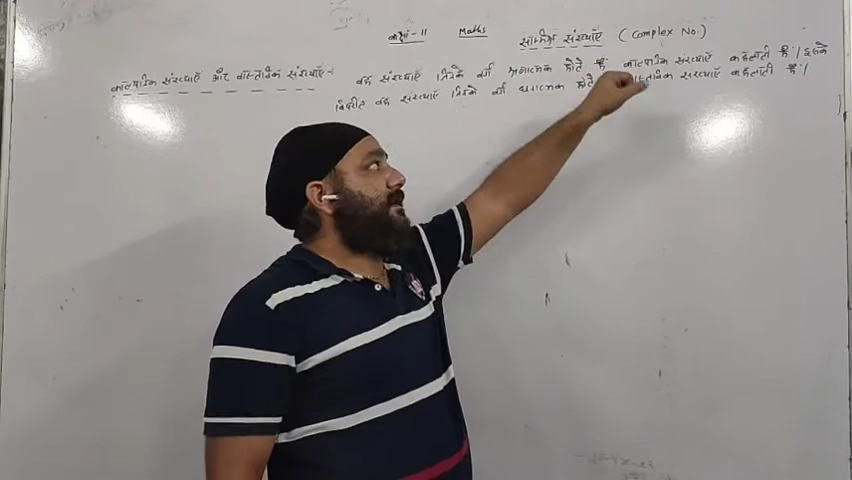 कक्षा- 11 Maths सम्मिश्र संख्याएँ (Complex No.)
काल्पनिक संख्याएँ और वास्तविक संख्याएँ:- वह संख्याएँ जिनके वर्ग ऋणात्मक होते हैं काल्पनिक संख्याएँ कहलाती हैं। इसके
विपरीत वह संख्याएँ जिनके वर्ग धनात्मक होते संख्याएँ कहलाती हैं।